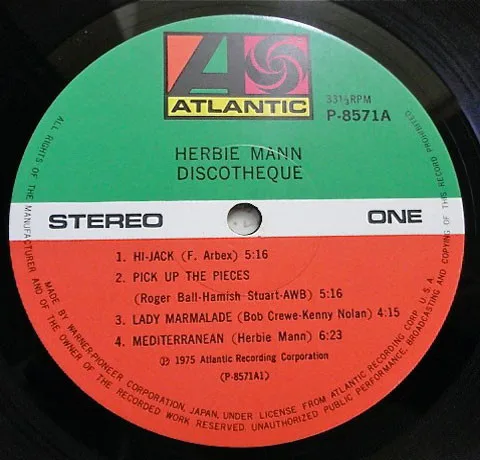 ATLANTIC
33⅓RPM
P-8571A
HERBIE MANN
DISCOTHEQUE
STEREO
ONE
1. HI-JACK (F. Arbex) 5:16
2. PICK UP THE PIECES
(Roger Ball-Hamish Stuart-AWB) 5:16
3. LADY MARMALADE (Bob Crewe-Kenny Nolan) 4:15
4. MEDITERRANEAN (Herbie Mann) 6:23
Ⓟ 1975 Atlantic Recording Corporation
(P-8571A1)
MADE BY WARNER-PIONEER CORPORATION, JAPAN, UNDER LICENSE FROM ATLANTIC RECORDING CORP. U.S.A.
ALL RIGHTS OF THE MANUFACTURER AND OF THE OWNER OF THE RECORDED WORK RESERVED. UNAUTHORIZED PUBLIC PERFORMANCE, BROADCASTING AND COPYING OF THIS RECORD PROHIBITED